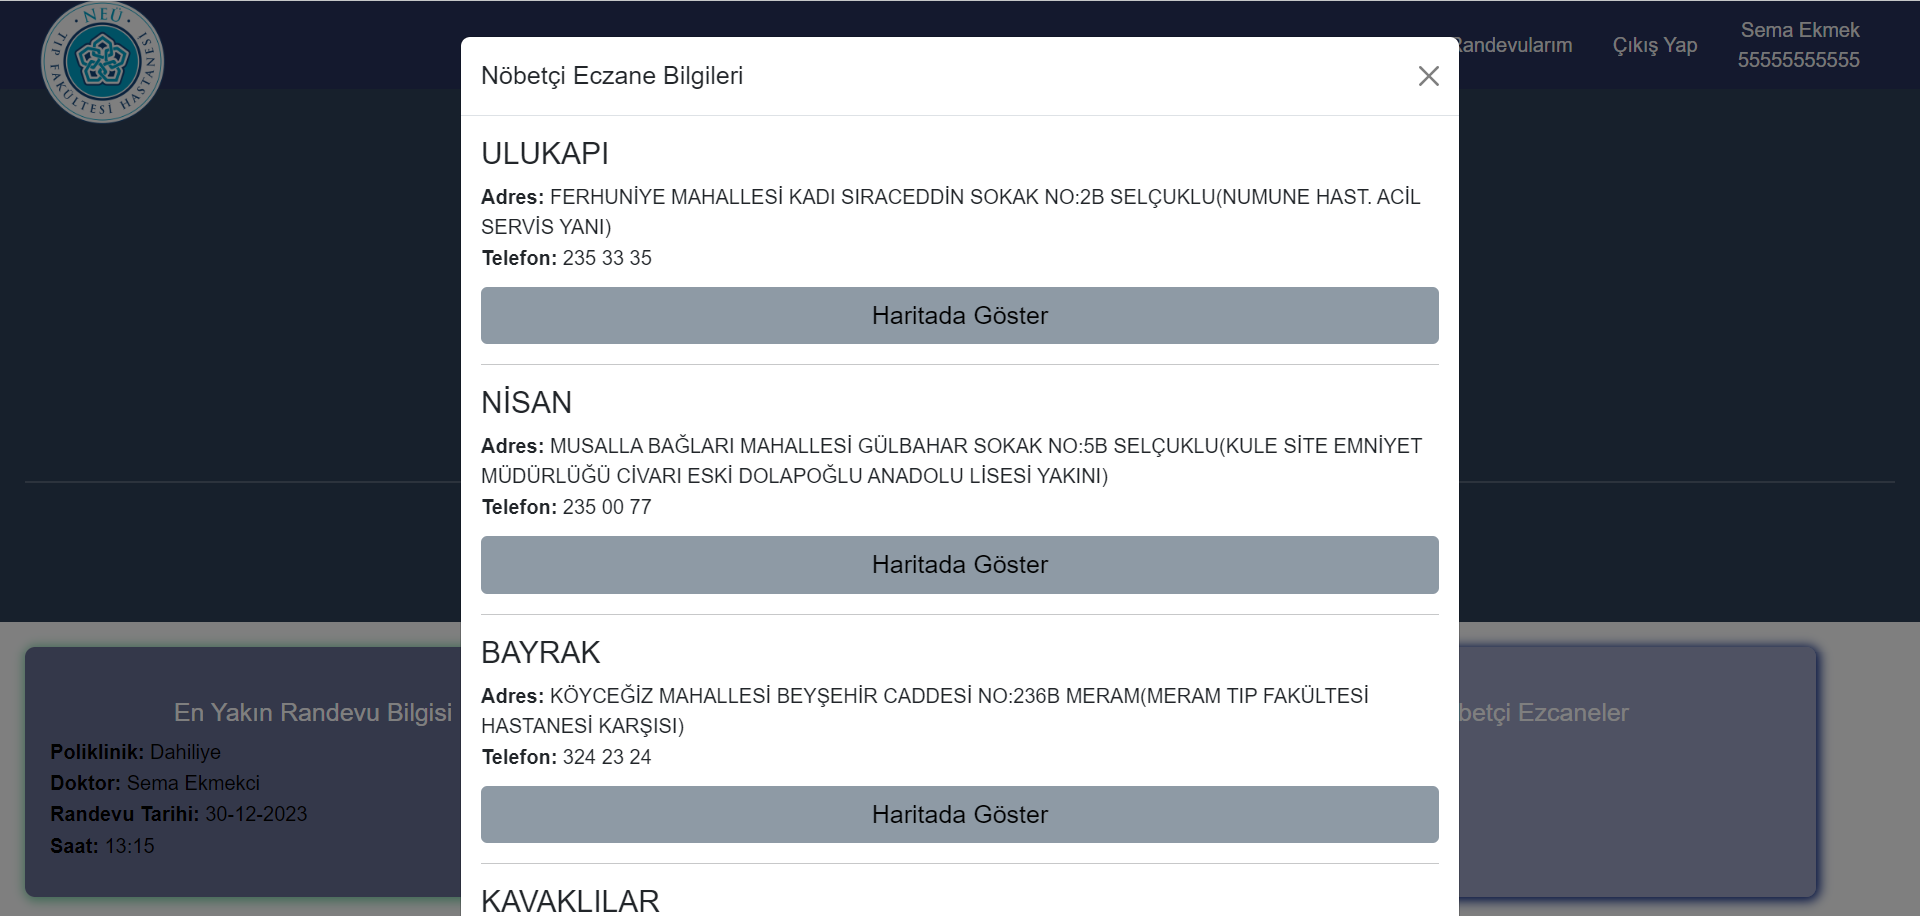 NEÜ
TIP FAKÜLTESİ HASTANESİ
Randevularım
Çıkış Yap
Sema Ekmek
55555555555
Nöbetçi Eczane Bilgileri
ULUKAPI
Adres: FERHUNİYE MAHALLESİ KADI SIRACEDDİN SOKAK NO:2B SELÇUKLU(NUMUNE HAST. ACİL
SERVİS YANI)
Telefon: 235 33 35
Haritada Göster
NİSAN
Adres: MUSALLA BAĞLARI MAHALLESİ GÜLBAHAR SOKAK NO:5B SELÇUKLU(KULE SİTE EMNİYET
MÜDÜRLÜĞÜ CİVARI ESKİ DOLAPOĞLU ANADOLU LİSESİ YAKINI)
Telefon: 235 00 77
Haritada Göster
BAYRAK
Adres: KÖYCEĞİZ MAHALLESİ BEYŞEHİR CADDESİ NO:236B MERAM(MERAM TIP FAKÜLTESİ
HASTANESİ KARŞISI)
Telefon: 324 23 24
Haritada Göster
KAVAKLILAR
En Yakın Randevu Bilgisi
Poliklinik: Dahiliye
Doktor: Sema Ekmekci
Randevu Tarihi: 30-12-2023
Saat: 13:15
betçi Ezcaneler